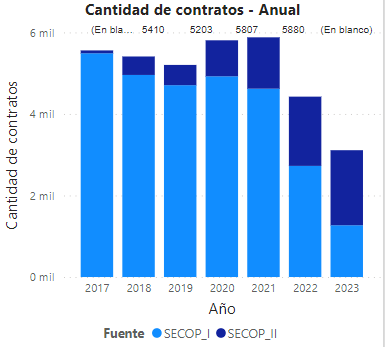 Cantidad de contratos - Anual
(En bla... 5410 5203 5807 5880 (En blanco)
6 mil
4 mil
2 mil
0 mil
Cantidad de contratos
2017 2018 2019 2020 2021 2022 2023
Año
Fuente SECOP_I SECOP_II